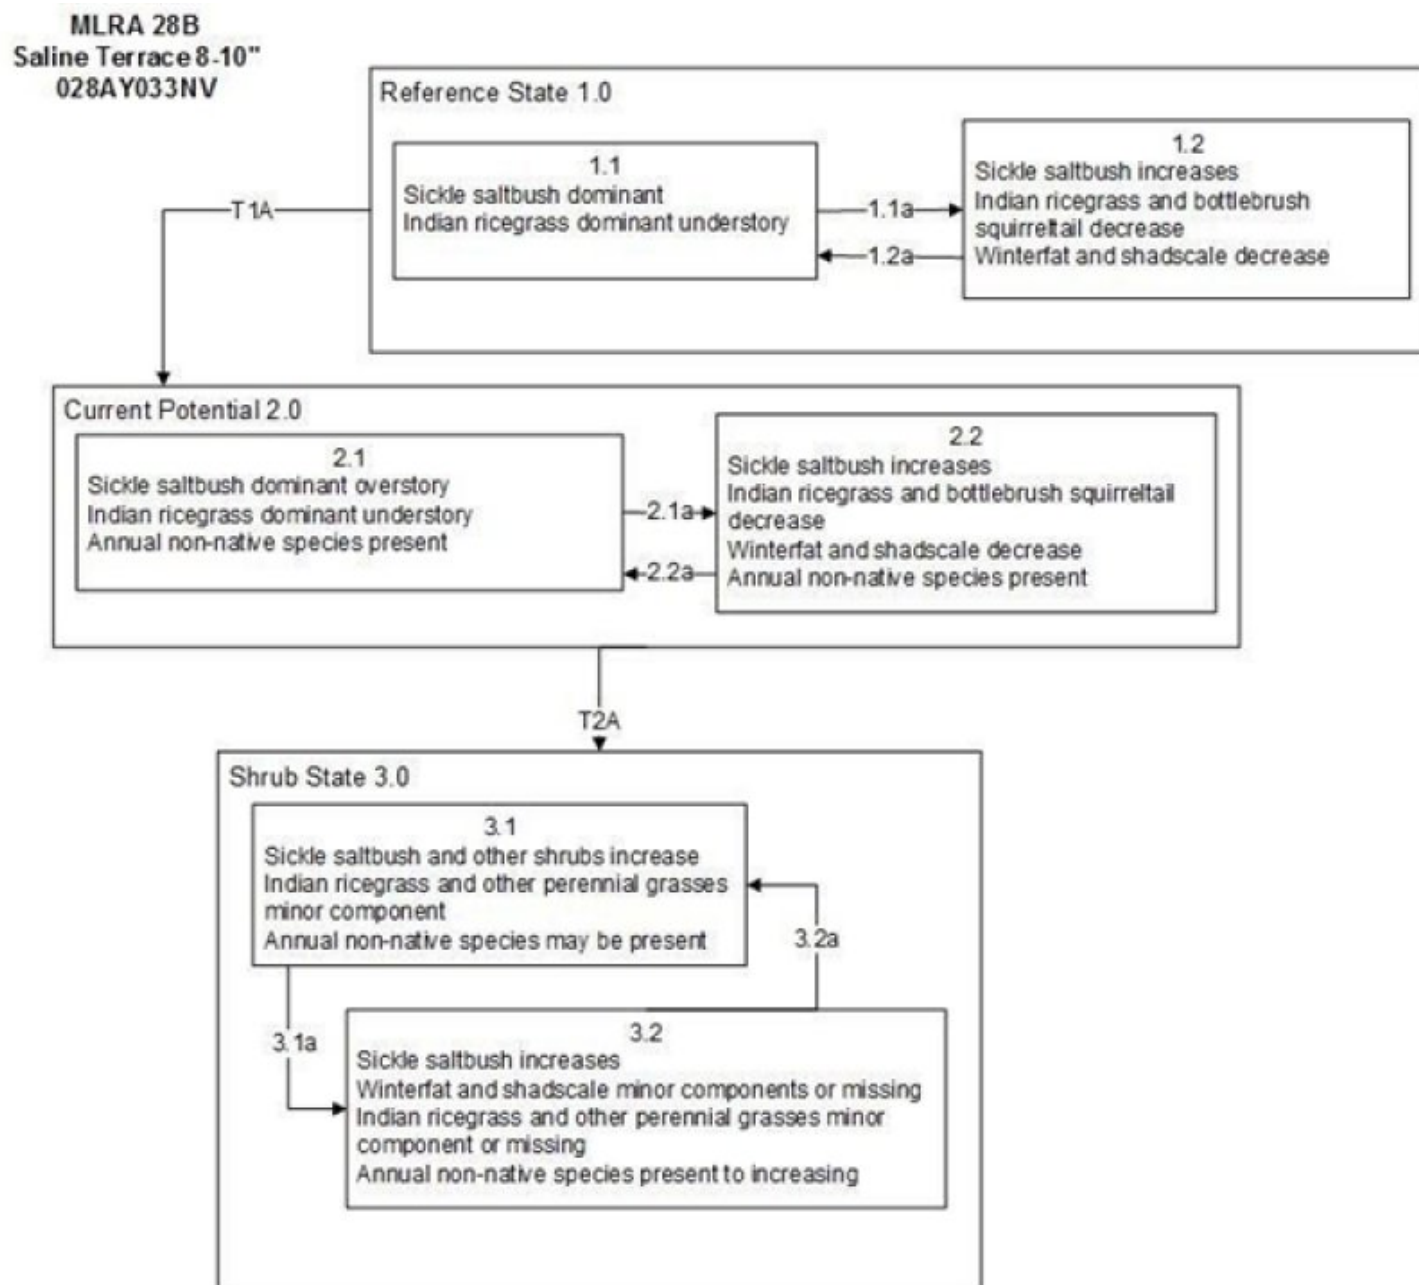 MLRA 28B
Saline Terrace 8-10"
028AY033NV
Reference State 1.0
1.1
Sickle saltbush dominant
Indian ricegrass dominant understory
1.1a
1.2a
1.2
Sickle saltbush increases
Indian ricegrass and bottlebrush
squirreltail decrease
Winterfat and shadscale decrease
T1A
Current Potential 2.0
2.1
Sickle saltbush dominant overstory
Indian ricegrass dominant understory
Annual non-native species present
2.1a
2.2a
2.2
Sickle saltbush increases
Indian ricegrass and bottlebrush squirreltail
decrease
Winterfat and shadscale decrease
Annual non-native species present
T2A
Shrub State 3.0
3.1
Sickle saltbush and other shrubs increase
Indian ricegrass and other perennial grasses
minor component
Annual non-native species may be present
3.2a
3.1a
3.2
Sickle saltbush increases
Winterfat and shadscale minor components or missing
Indian ricegrass and other perennial grasses minor
component or missing
Annual non-native species present to increasing